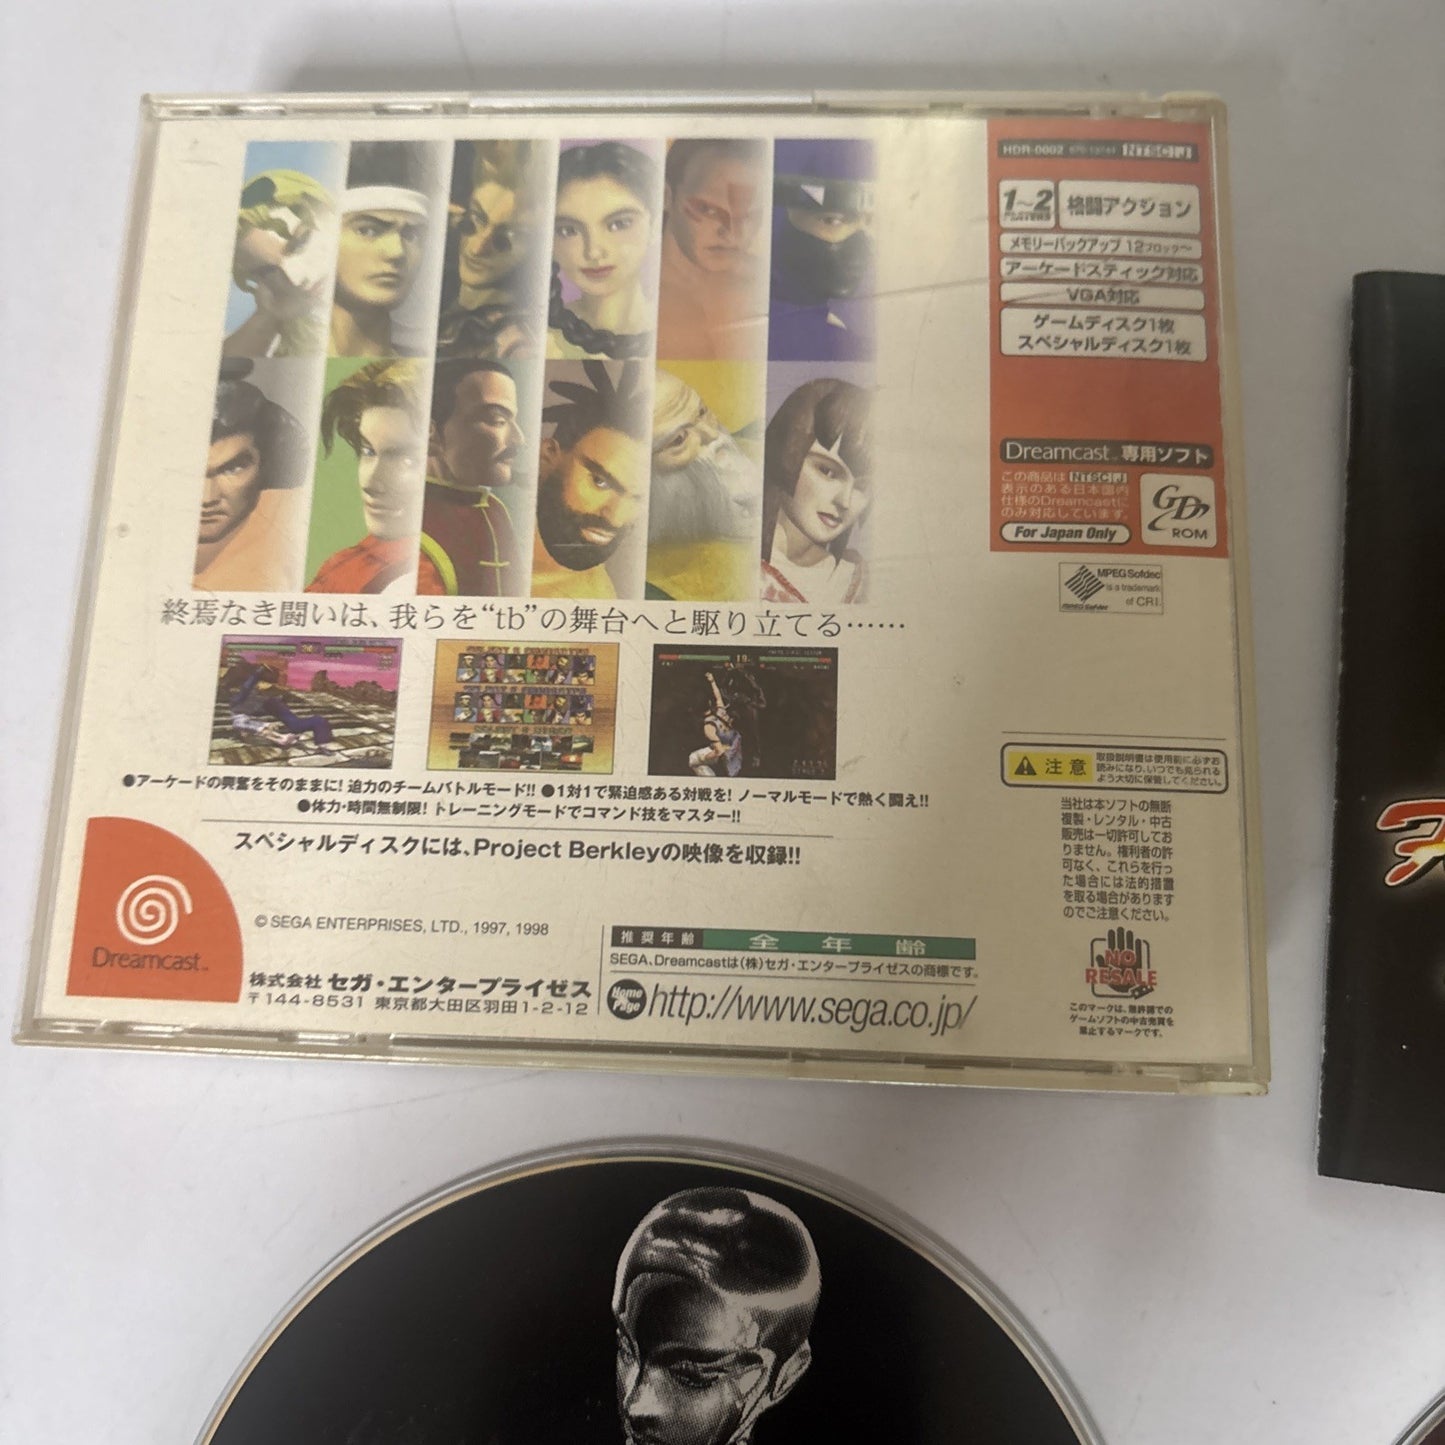 HDR-0002 NTSC J
1〜2
格闘アクション
メモリーバックアップ 12ブロック〜
アーケードスティック対応
VGA対応
ゲームディスク1枚
スペシャルディスク1枚
Dreamcast™ 専用ソフト
この商品は NTSC J
表示のある日本国内
仕様のDreamcastに
のみ対応しています。
For Japan Only
GD
ROM
MPEG Sofdec
is a trademark
of CRI.
MPEG Sofdec
終焉なき闘いは、我らを“tb”の舞台へと駆り立てる……
SELECT 2 CHARACTERS
●アーケードの興奮をそのままに! 迫力のチームバトルモード!! ●1対1で緊迫感ある対戦を! ノーマルモードで熱く闘え!!
●体力・時間無制限! トレーニングモードでコマンド技をマスター!!
スペシャルディスクには、Project Berkleyの映像を収録!!
注意
取扱説明書は使用前に必ずお
読みになり、いつでも見られる
よう大切に保管してください。
当社は本ソフトの無断
複製・レンタル・中古
販売は一切許可してお
りません。権利者の許
可なく、これらを行っ
た場合には法的措置
を取る場合があります
のでご注意ください。
NO
RESALE
このマークは、無許諾での
ゲームソフトの中古売買を
禁止するマークです。
Dreamcast™
© SEGA ENTERPRISES, LTD., 1997, 1998
株式会社 セガ・エンタープライゼス
〒144-8531 東京都大田区羽田1-2-12
推奨年齢 全年齢
SEGA、Dreamcastは(株)セガ・エンタープライゼスの商標です。
Home Page http://www.sega.co.jp/